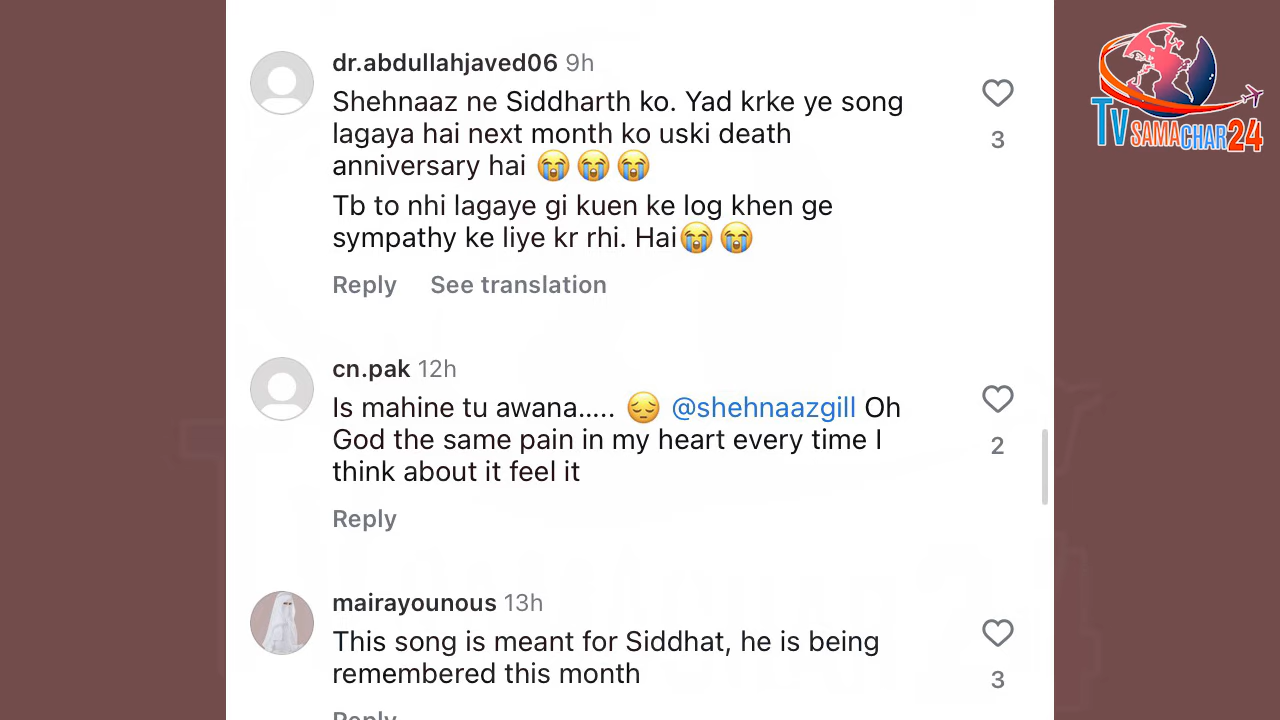 dr.abdullahjaved06 9h
Shehnaaz ne Siddharth ko. Yad krke ye song
lagaya hai next month ko uski death
anniversary hai 😭😭😭
Tb to nhi lagaye gi kuen ke log khen ge
sympathy ke liye kr rhi. Hai😭😭
3
Reply See translation
cn.pak 12h
Is mahine tu awana..... 😔 @shehnaazgill Oh
God the same pain in my heart every time I
think about it feel it
2
Reply
mairayounous 13h
This song is meant for Siddhat, he is being
remembered this month
3
Reply
TV SAMACHAR24